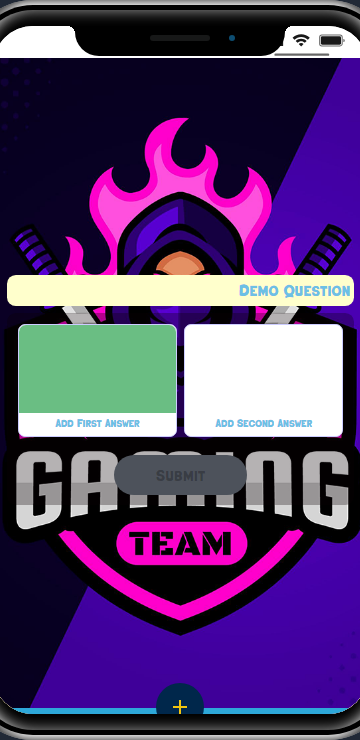 Demo Question
Add First Answer
Add Second Answer
GAMING
Submit
TEAM
+